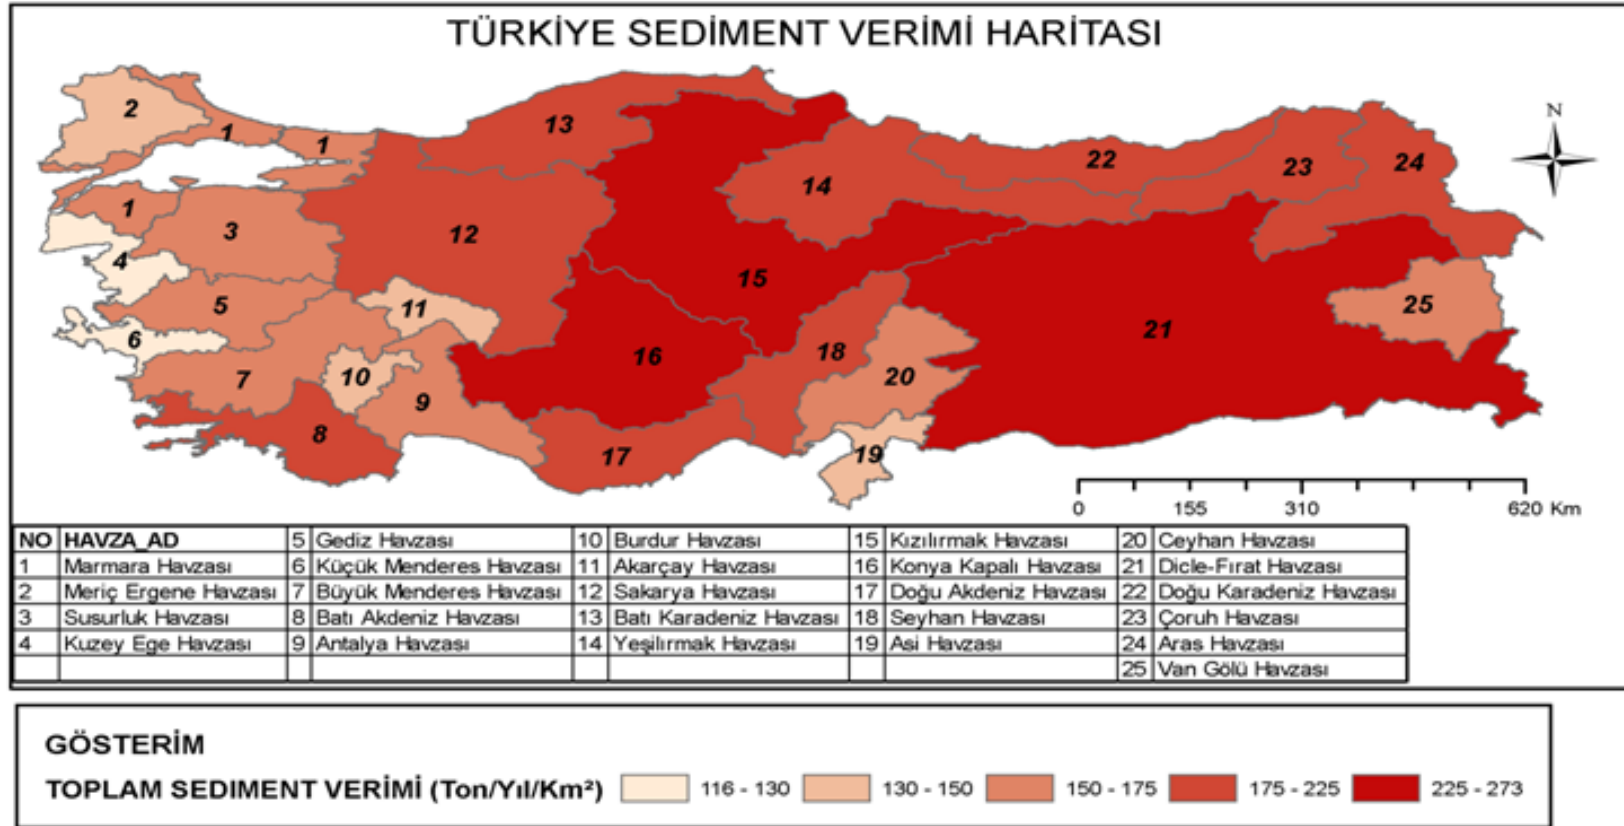 TÜRKİYE SEDİMENT VERİMİ HARİTASI
N
2
1
1
13
22
23
24
14
1
3
12
4
15
5
11
25
6
21
16
18
7
10
20
9
8
17
19
0 155 310 620 Km
NO HAVZA_AD 5 Gediz Havzası 10 Burdur Havzası 15 Kızılırmak Havzası 20 Ceyhan Havzası
1 Marmara Havzası 6 Küçük Menderes Havzası 11 Akarçay Havzası 16 Konya Kapalı Havzası 21 Dicle-Fırat Havzası
2 Meriç Ergene Havzası 7 Büyük Menderes Havzası 12 Sakarya Havzası 17 Doğu Akdeniz Havzası 22 Doğu Karadeniz Havzası
3 Susurluk Havzası 8 Batı Akdeniz Havzası 13 Batı Karadeniz Havzası 18 Seyhan Havzası 23 Çoruh Havzası
4 Kuzey Ege Havzası 9 Antalya Havzası 14 Yeşilırmak Havzası 19 Asi Havzası 24 Aras Havzası
25 Van Gölü Havzası
GÖSTERİM
TOPLAM SEDIMENT VERİMİ (Ton/Yıl/Km²) 116 - 130 130 - 150 150 - 175 175 - 225 225 - 273